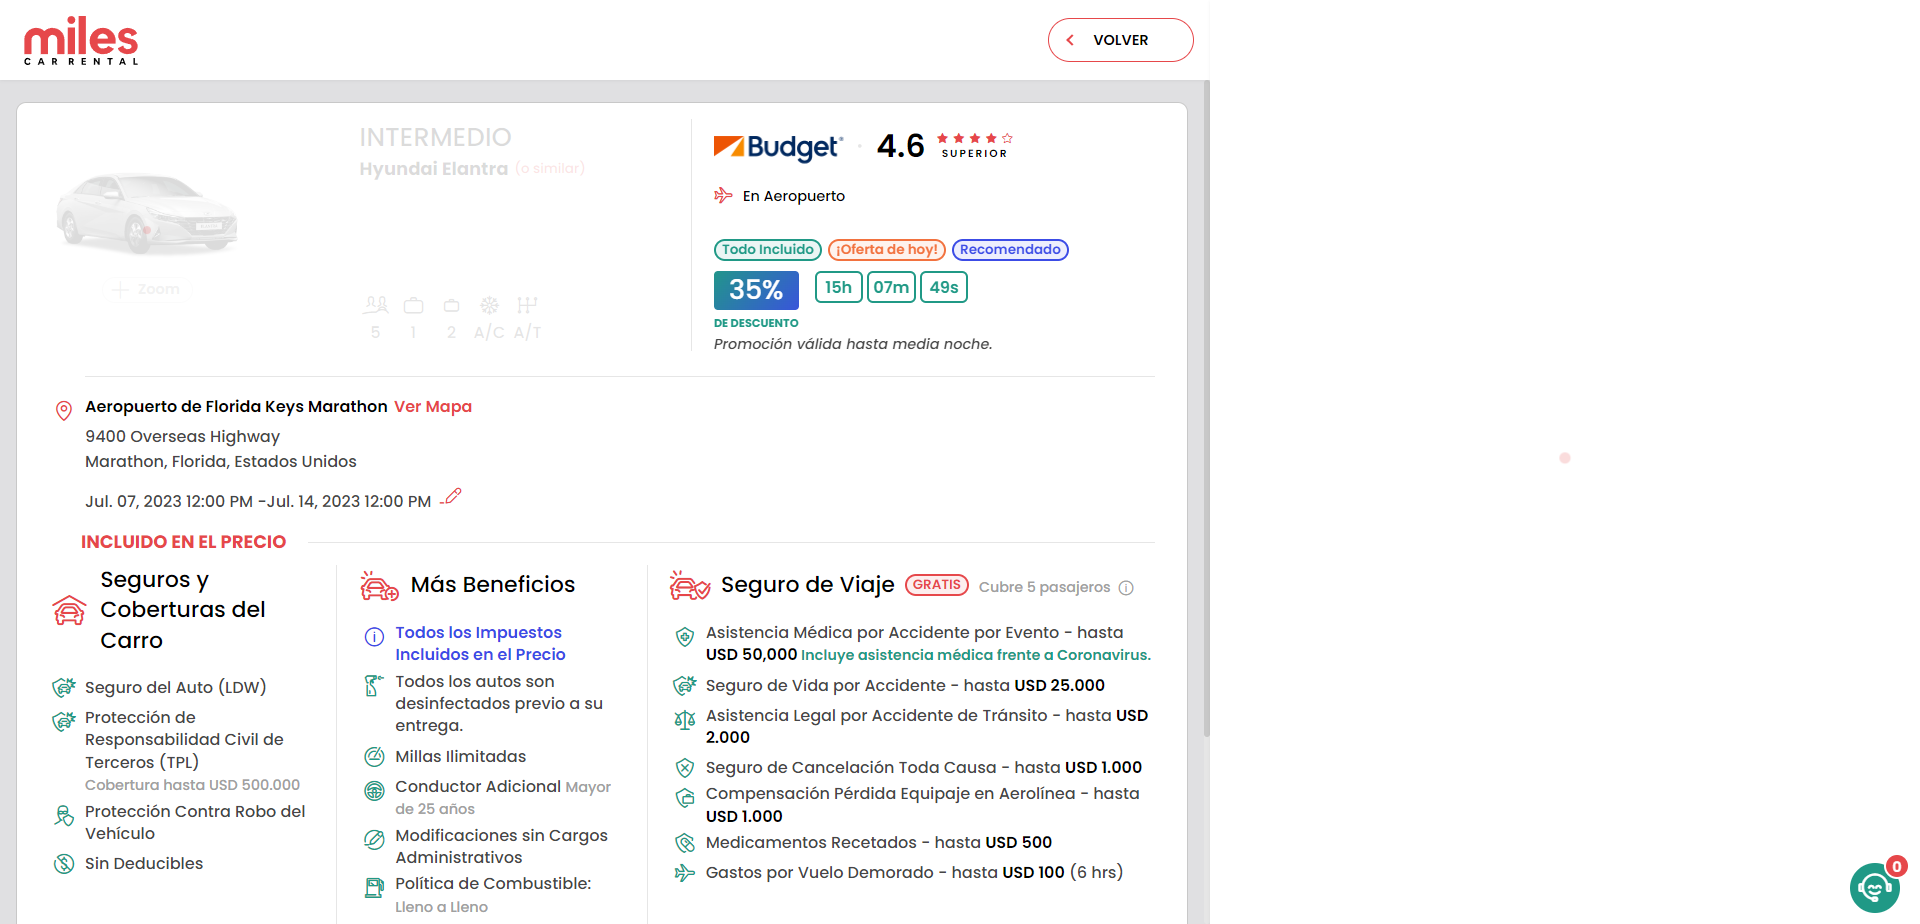 miles
CAR RENTAL
VOLVER
INTERMEDIO
Hyundai Elantra (o similar)
Zoom
5 1 2 A/C A/T
Budget 4.6
SUPERIOR
En Aeropuerto
Todo Incluido ¡Oferta de hoy! Recomendado
35% 15h 07m 49s
DE DESCUENTO
Promoción válida hasta media noche.
Aeropuerto de Florida Keys Marathon Ver Mapa
9400 Overseas Highway
Marathon, Florida, Estados Unidos
Jul. 07, 2023 12:00 PM -Jul. 14, 2023 12:00 PM
INCLUIDO EN EL PRECIO
Seguros y
Coberturas del
Carro
Seguro del Auto (LDW)
Protección de
Responsabilidad Civil de
Terceros (TPL)
Cobertura hasta USD 500.000
Protección Contra Robo del
Vehículo
Sin Deducibles
Más Beneficios
Todos los Impuestos
Incluidos en el Precio
Todos los autos son
desinfectados previo a su
entrega.
Millas Ilimitadas
Conductor Adicional Mayor
de 25 años
Modificaciones sin Cargos
Administrativos
Política de Combustible:
Lleno a Lleno
Seguro de Viaje GRATIS Cubre 5 pasajeros
Asistencia Médica por Accidente por Evento - hasta
USD 50,000 Incluye asistencia médica frente a Coronavirus.
Seguro de Vida por Accidente - hasta USD 25.000
Asistencia Legal por Accidente de Tránsito - hasta USD
2.000
Seguro de Cancelación Toda Causa - hasta USD 1.000
Compensación Pérdida Equipaje en Aerolínea - hasta
USD 1.000
Medicamentos Recetados - hasta USD 500
Gastos por Vuelo Demorado - hasta USD 100 (6 hrs)
0